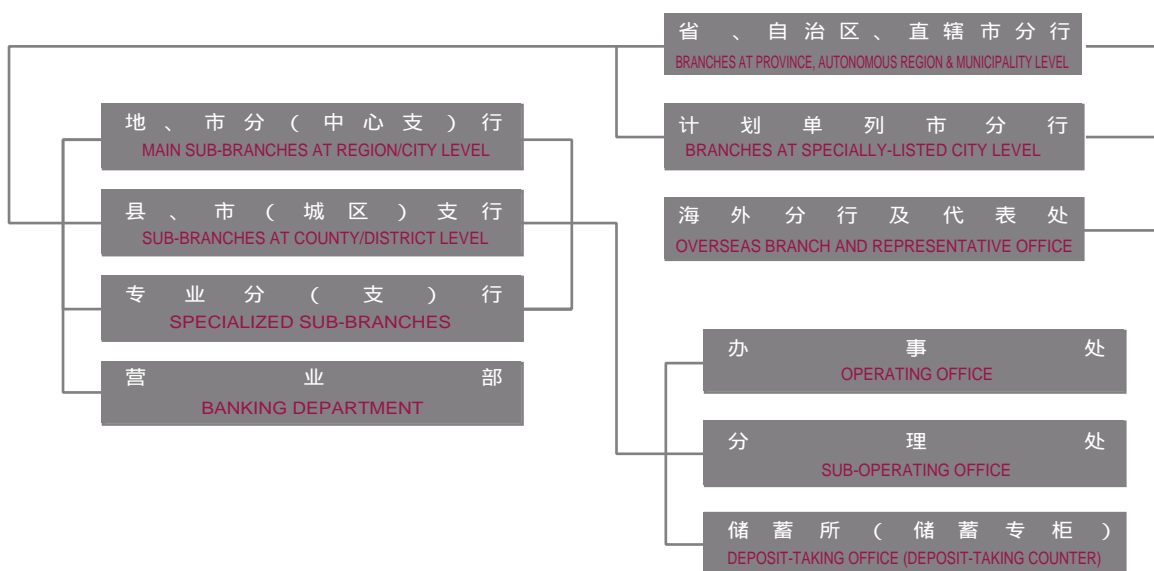 省、自治区、直辖市分行
BRANCHES AT PROVINCE, AUTONOMOUS REGION & MUNICIPALITY LEVEL
计划单列市分行
BRANCHES AT SPECIALLY-LISTED CITY LEVEL
海外分行及代表处
OVERSEAS BRANCH AND REPRESENTATIVE OFFICE
地、市分(中心支)行
MAIN SUB-BRANCHES AT REGION/CITY LEVEL
县、市(城区)支行
SUB-BRANCHES AT COUNTY/DISTRICT LEVEL
专业分(支)行
SPECIALIZED SUB-BRANCHES
营业部
BANKING DEPARTMENT
办事处
OPERATING OFFICE
分理处
SUB-OPERATING OFFICE
储蓄所(储蓄专柜)
DEPOSIT-TAKING OFFICE (DEPOSIT-TAKING COUNTER)